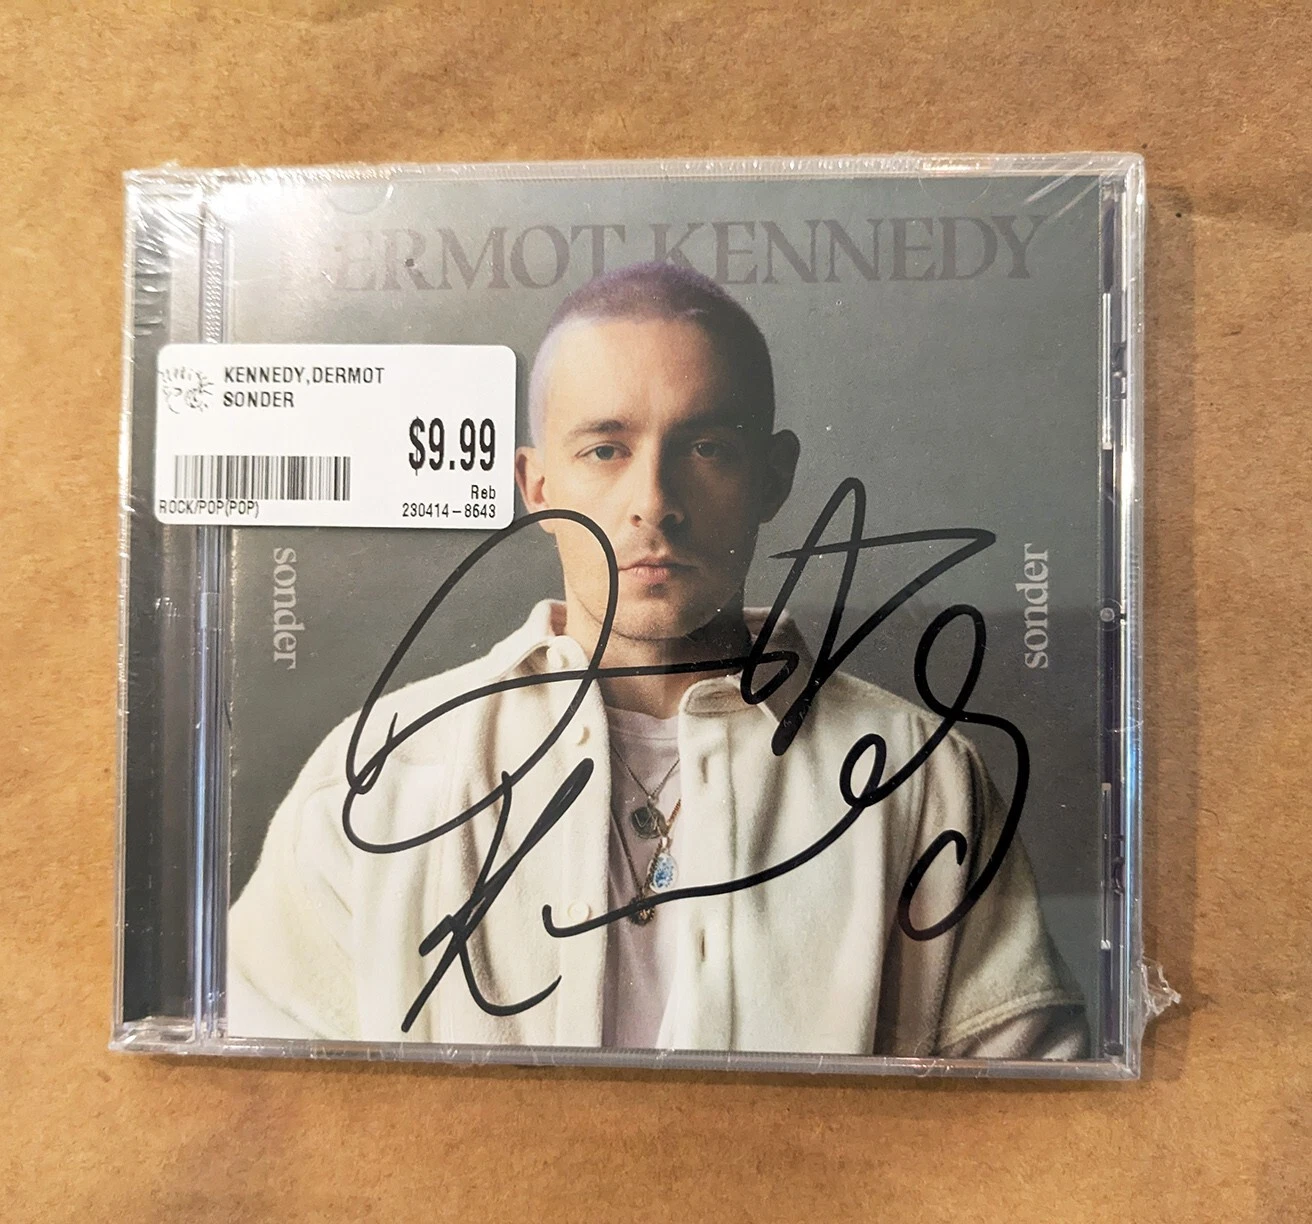 DERMOT KENNEDY
KENNEDY,DERMOT
SONDER
$9.99
ROCK/POP(POP)
Reb
230414-8643
sonder
sonder